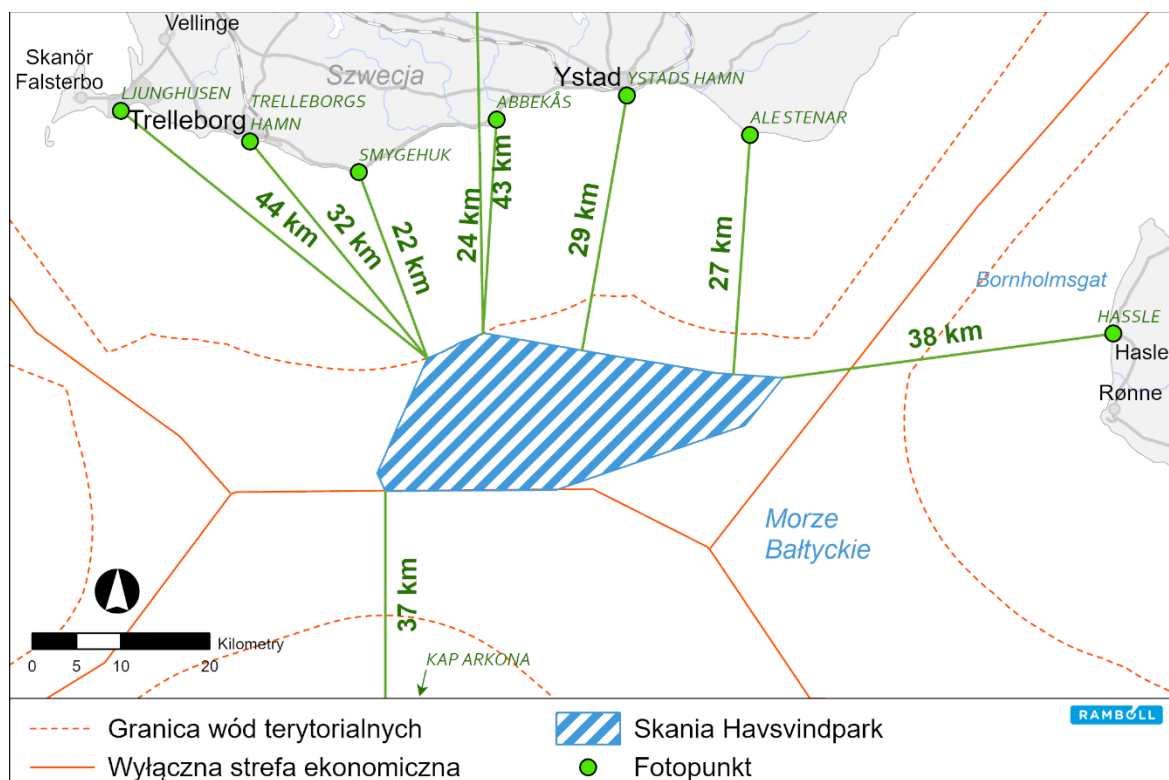 Vellinge
Skanör
Falsterbo
LJUNGHUSEN
Trelleborg
TRELLEBORGS
HAMN
SMYGEHUK
Szwecja
ABBEKÅS
Ystad
YSTADS HAMN
ALE STENAR
44 km
32 km
22 km
24 km
43 km
29 km
27 km
38 km
Bornholmsgat
HASSLE
Hasle
Rønne
Morze
Bałtyckie
37 km
KAP ARKONA
Kilometry
0 5 10 20
Granica wód terytorialnych
Wyłączna strefa ekonomiczna
Skania Havsvindpark
Fotopunkt
RAMBOLL